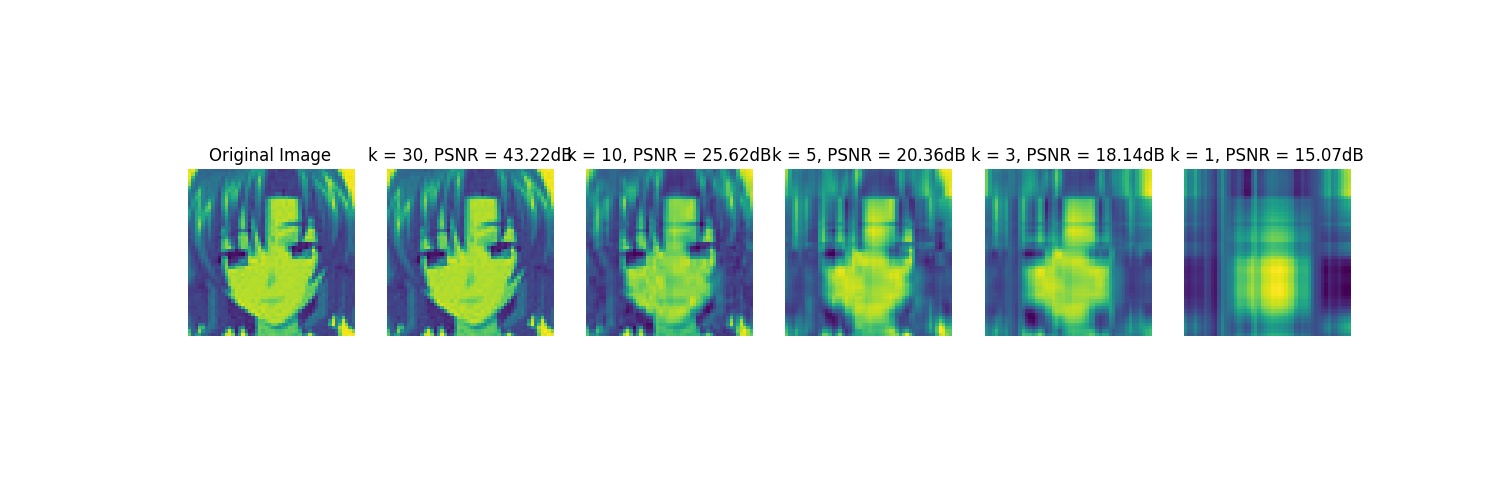 Original Image
k = 30, PSNR = 43.22dB
k = 10, PSNR = 25.62dB
k = 5, PSNR = 20.36dB
k = 3, PSNR = 18.14dB
k = 1, PSNR = 15.07dB